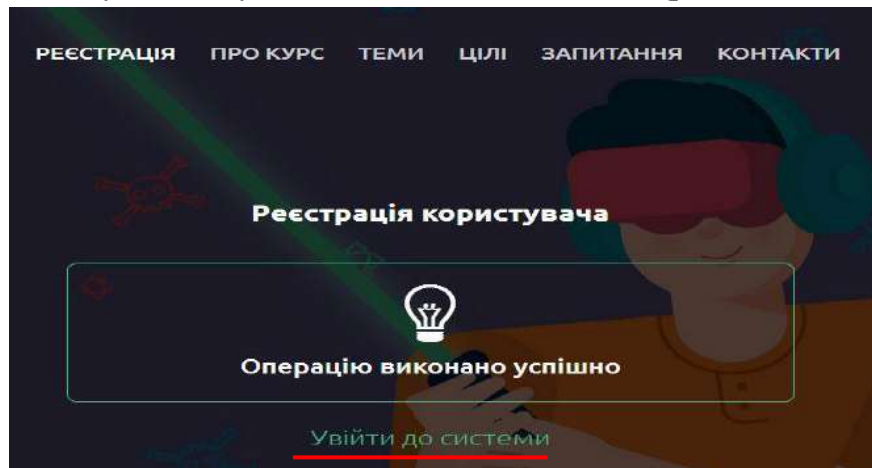 РЕЄСТРАЦІЯ ПРО КУРС ТЕМИ ЦІЛІ ЗАПИТАННЯ КОНТАКТИ
Реєстрація користувача
Операцію виконано успішно
Увійти до системи